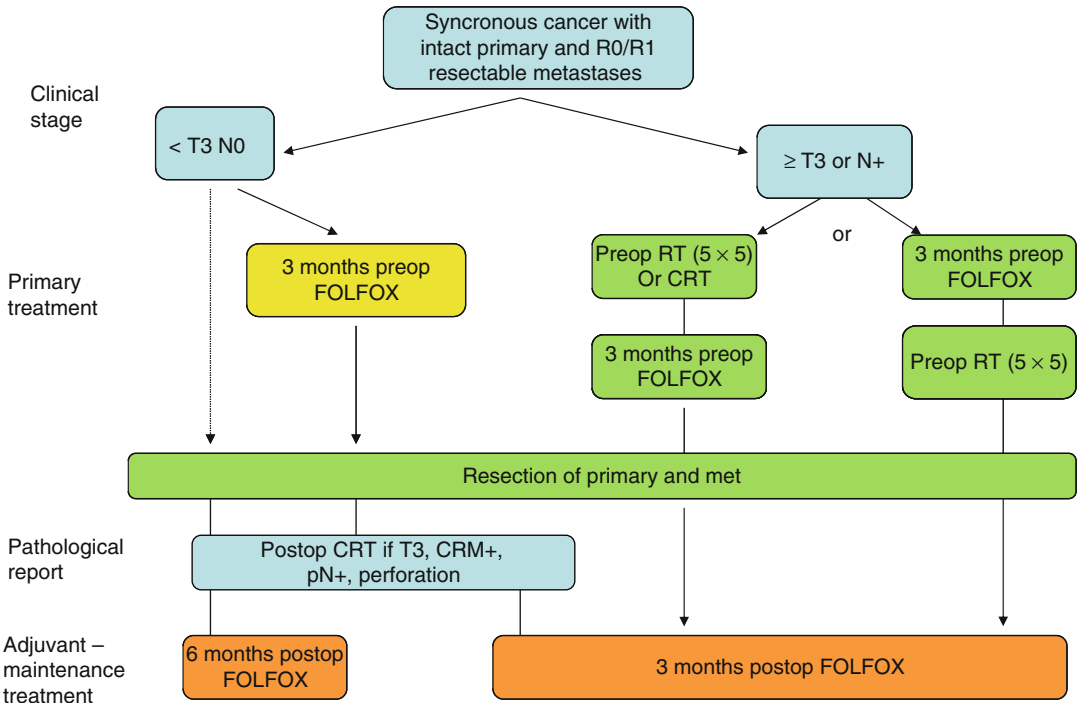 Syncronous cancer with
intact primary and R0/R1
resectable metastases
Clinical
stage
< T3 N0
≥ T3 or N+
Primary
treatment
3 months preop
FOLFOX
Preop RT (5 × 5)
Or CRT
or
3 months preop
FOLFOX
3 months preop
FOLFOX
Preop RT (5 × 5)
Resection of primary and met
Pathological
report
Postop CRT if T3, CRM+,
pN+, perforation
Adjuvant –
maintenance
treatment
6 months postop
FOLFOX
3 months postop FOLFOX